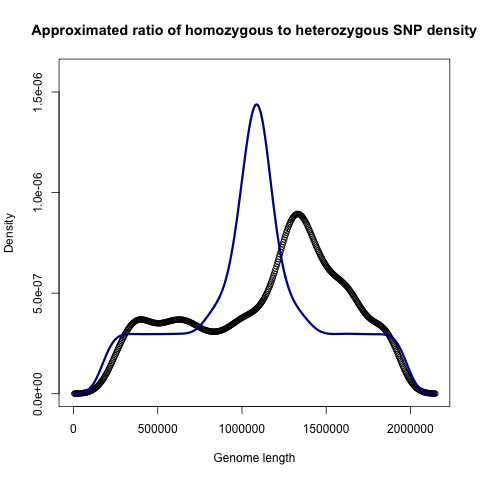 Approximated ratio of homozygous to heterozygous SNP density
1.5e-06
1.0e-06
5.0e-07
0.0e+00
Density
0
500000
1000000
1500000
2000000
Genome length